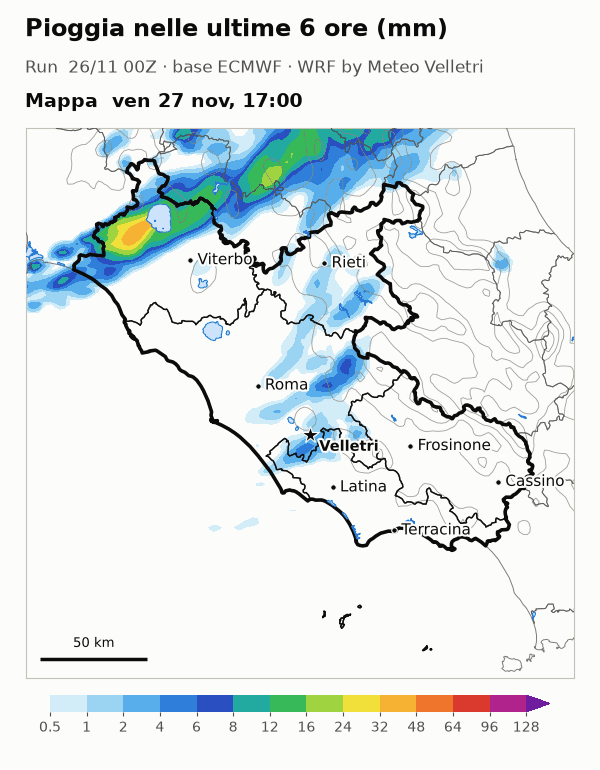 Pioggia nelle ultime 6 ore (mm)
Run  26/11 00Z · base ECMWF · WRF by Meteo Velletri
Mappa  ven 27 nov, 17:00
Viterbo
Rieti
Roma
Velletri
Frosinone
Latina
Cassino
Terracina
50 km
0.5 1 2 4 6 8 12 16 24 32 48 64 96 128